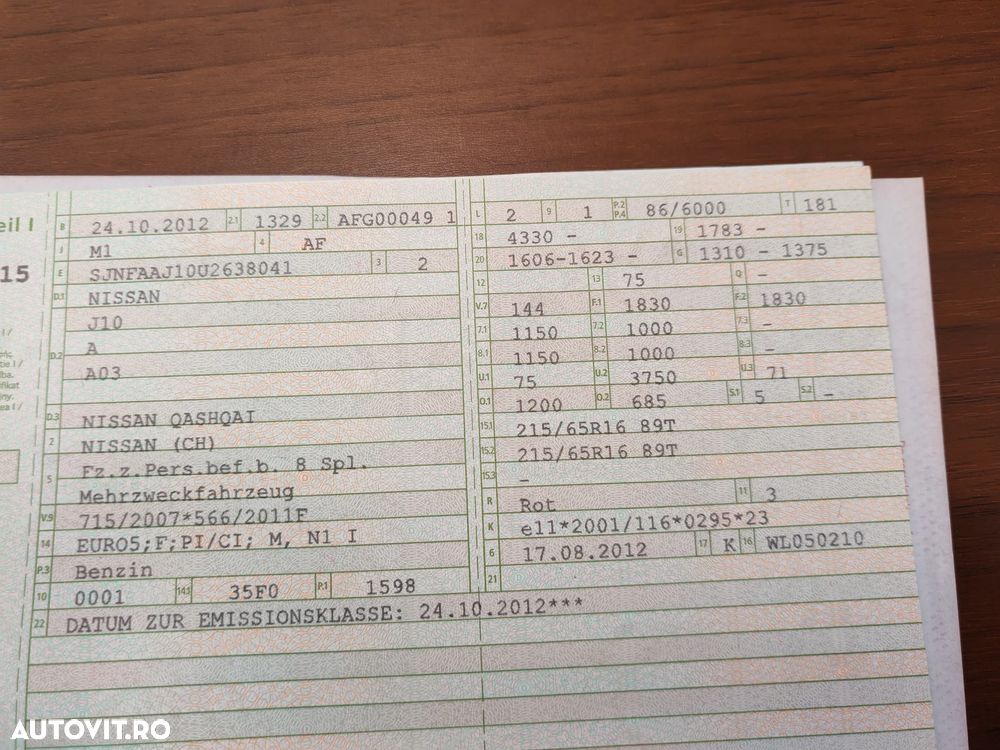 eil I
15
B 24.10.2012 2.1 1329 2.2 AFG00049 1
J M1 4 AF
E SJNFAAJ10U2638041 3 2
D.1 NISSAN
J10
D.2 A
A03
D.3 NISSAN QASHQAI
2 NISSAN (CH)
5 Fz.z.Pers.bef.b. 8 Spl.
Mehrzweckfahrzeug
V.9 715/2007*566/2011F
14 EURO5;F;PI/CI; M, N1 I
P.3 Benzin
10 0001 14.1 35F0 P.1 1598
22 DATUM ZUR EMISSIONSKLASSE: 24.10.2012***
L 2 9 1 P.2 P.4 86/6000 T 181
18 4330 - 19 1783 -
20 1606-1623 - G 1310 - 1375
12 13 75 Q -
V.7 144 F.1 1830 F.2 1830
7.1 1150 7.2 1000 7.3 -
8.1 1150 8.2 1000 8.3 -
U.1 75 U.2 3750 U.3 71
O.1 1200 O.2 685 S.1 5 S.2 -
15.1 215/65R16 89T
15.2 215/65R16 89T
15.3 -
R Rot 11 3
K e11*2001/116*0295*23
6 17.08.2012 17 K 16 WL050210
21
AUTOVIT.RO